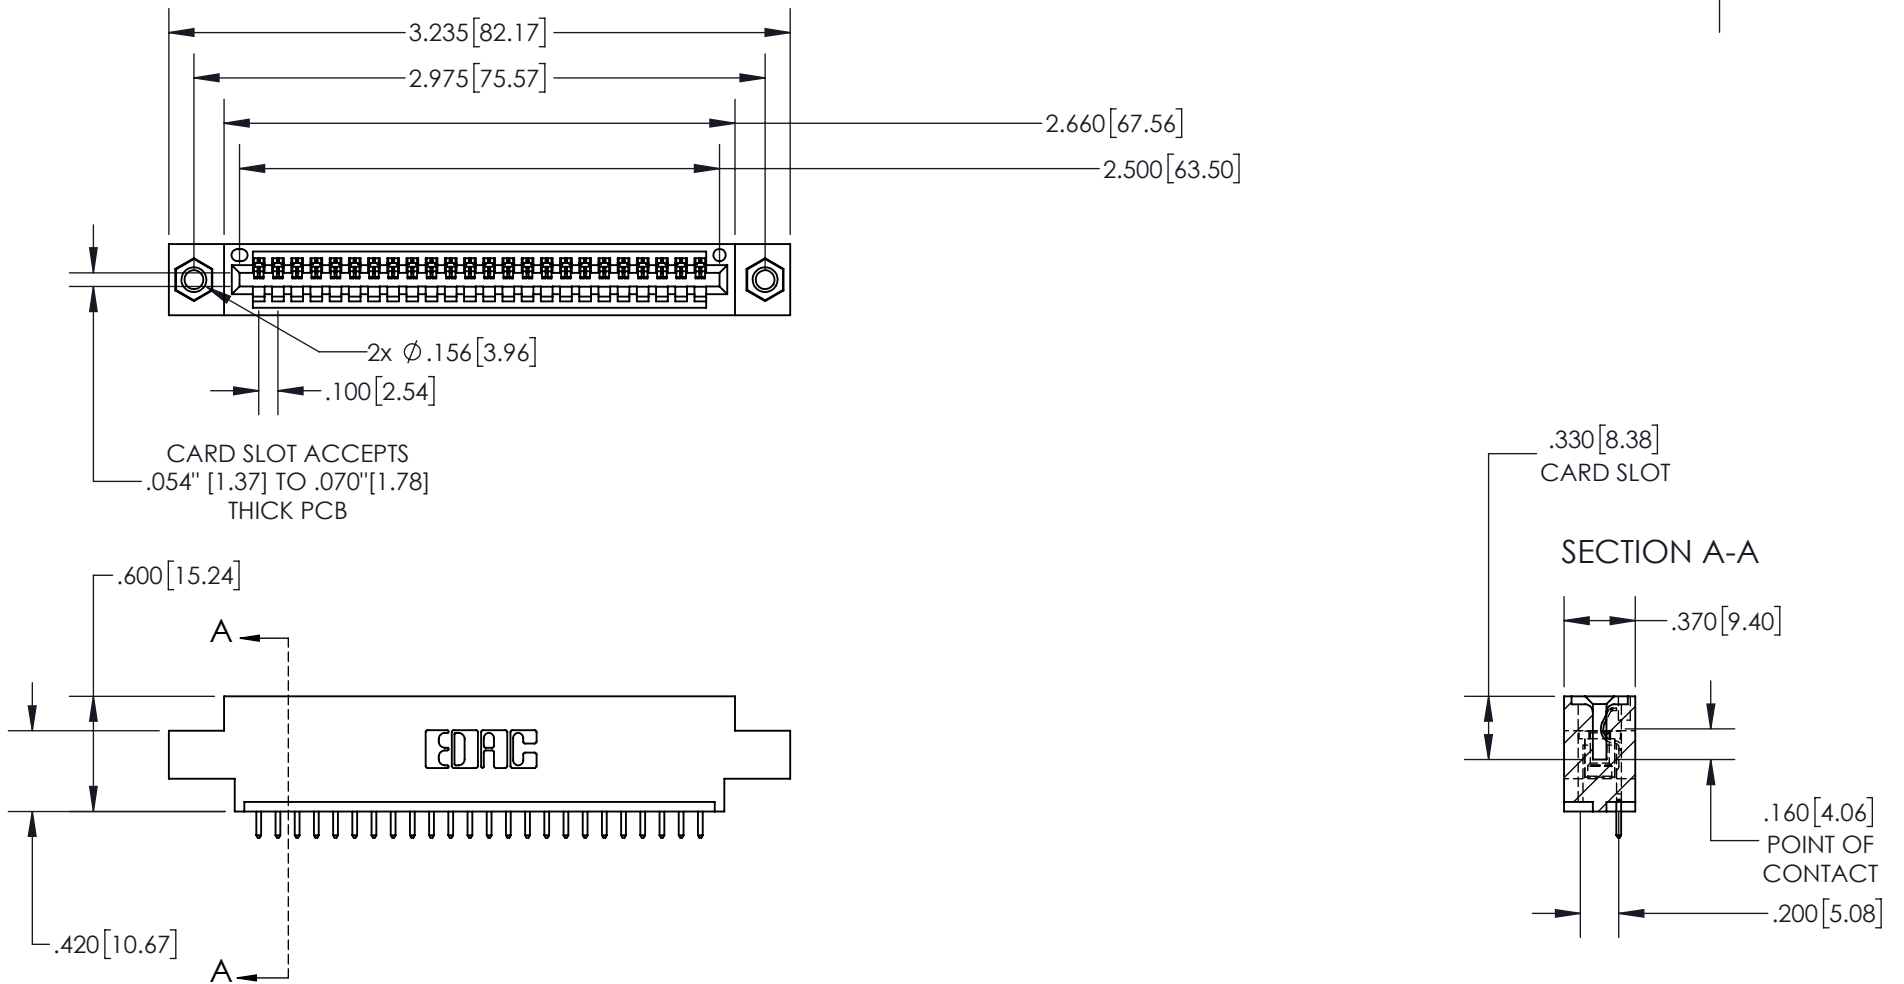 3.235[82.17]
2.975[75.57]
2.660[67.56]
2.500[63.50]
2x Ø.156[3.96]
.100[2.54]
CARD SLOT ACCEPTS
.054" [1.37] TO .070"[1.78]
THICK PCB
.330[8.38]
CARD SLOT
SECTION A-A
.600[15.24]
A
.370[9.40]
EDAC
.160[4.06]
POINT OF
CONTACT
.200[5.08]
.420[10.67]
A